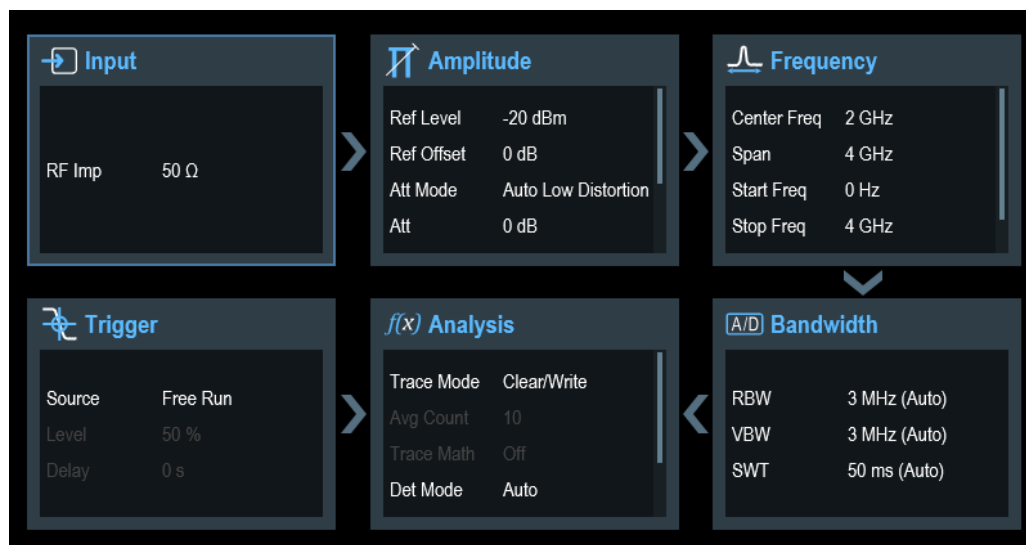 Input
RF Imp 50 Ω
Amplitude
Ref Level -20 dBm
Ref Offset 0 dB
Att Mode Auto Low Distortion
Att 0 dB
Frequency
Center Freq 2 GHz
Span 4 GHz
Start Freq 0 Hz
Stop Freq 4 GHz
Trigger
Source Free Run
Level 50 %
Delay 0 s
f(x) Analysis
Trace Mode Clear/Write
Avg Count 10
Trace Math Off
Det Mode Auto
A/D Bandwidth
RBW 3 MHz (Auto)
VBW 3 MHz (Auto)
SWT 50 ms (Auto)